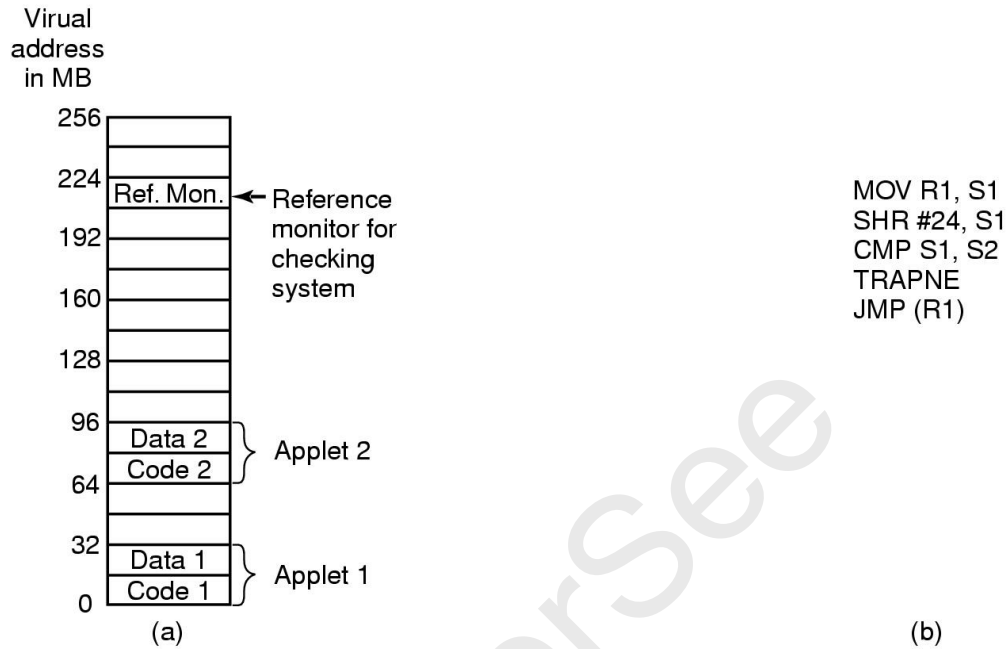 Virual
address
in MB
256
224
Ref. Mon.
Reference
monitor for
checking
system
192
160
128
96
Data 2
Code 2
Applet 2
64
32
Data 1
Code 1
Applet 1
0
(a)
MOV R1, S1
SHR #24, S1
CMP S1, S2
TRAPNE
JMP (R1)
(b)
erSee